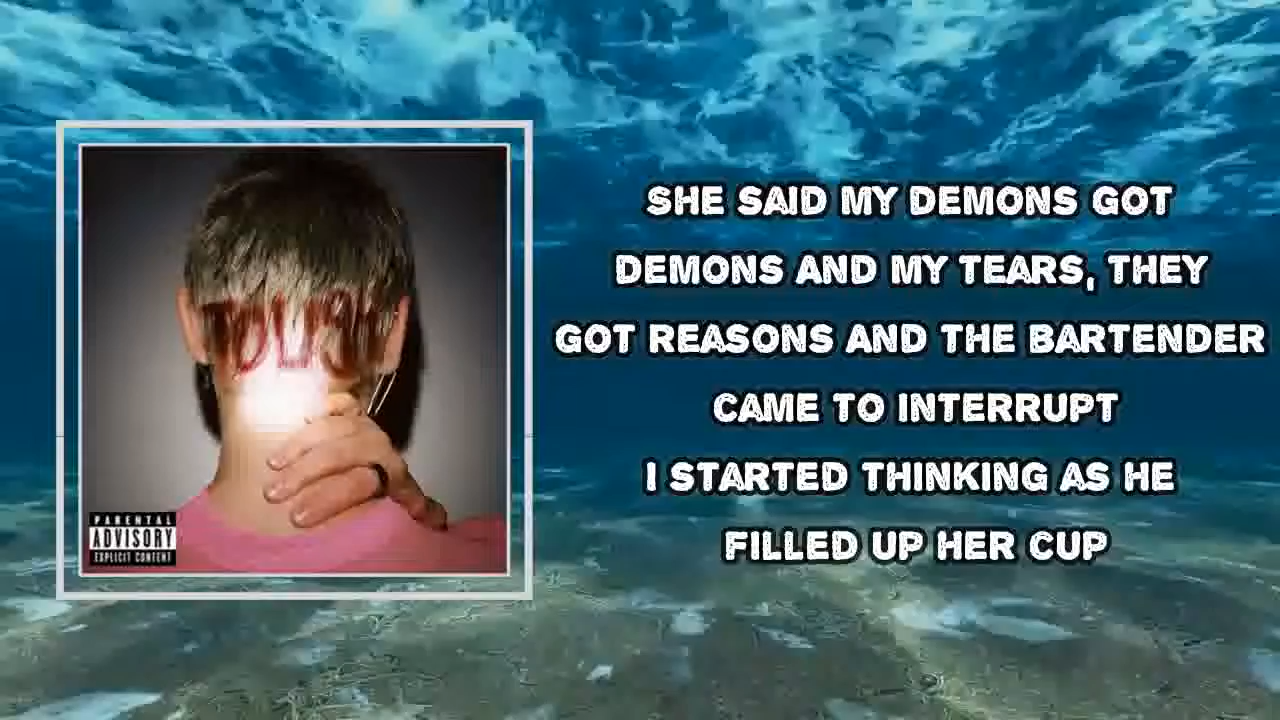 SHE SAID MY DEMONS GOT
DEMONS AND MY TEARS, THEY
GOT REASONS AND THE BARTENDER
CAME TO INTERRUPT
I STARTED THINKING AS HE
FILLED UP HER CUP
PARENTAL
ADVISORY
EXPLICIT CONTENT